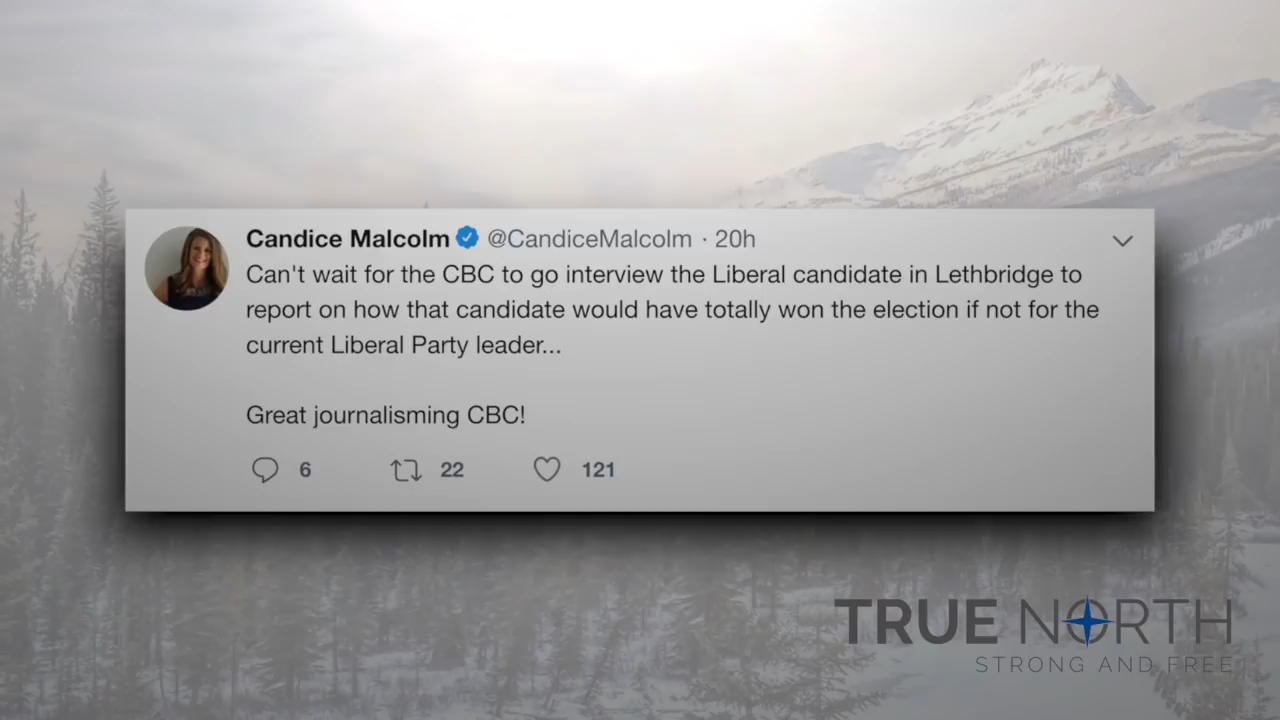 Candice Malcolm @CandiceMalcolm · 20h
Can't wait for the CBC to go interview the Liberal candidate in Lethbridge to
report on how that candidate would have totally won the election if not for the
current Liberal Party leader...
Great journalisming CBC!
6 22 121
TRUE NORTH
STRONG AND FREE